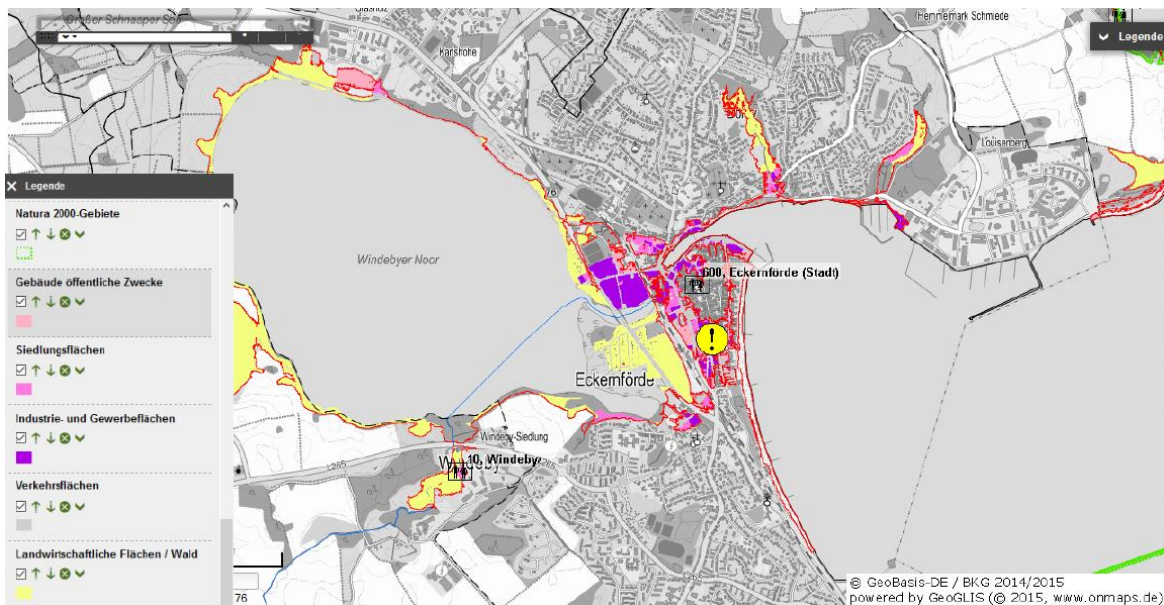 Großer Schnaaper See
Karlshöhe
Hemmelmark Schmiede
Legende
Louisenberg
76
Windebyer Noor
600, Eckernförde (Stadt)
Eckernförde
Windeby-Siedlung
L265
10, Windeby
Legende
Natura 2000-Gebiete
Gebäude öffentliche Zwecke
Siedlungsflächen
Industrie- und Gewerbeflächen
Verkehrsflächen
Landwirtschaftliche Flächen / Wald
76
© GeoBasis-DE / BKG 2014/2015
powered by GeoGLIS (© 2015, www.onmaps.de)